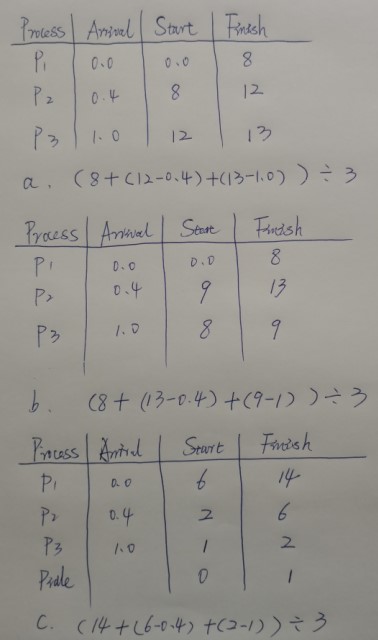 Process Arrival Start Finish
P1 0.0 0.0 8
P2 0.4 8 12
P3 1.0 12 13
a. (8+(12-0.4)+(13-1.0)) ÷ 3
Process Arrival Start Finish
P1 0.0 0.0 8
P2 0.4 9 13
P3 1.0 8 9
b. (8+(13-0.4)+(9-1)) ÷ 3
Process Arrival Start Finish
P1 0.0 6 14
P2 0.4 2 6
P3 1.0 1 2
Pidle 0 1
C. (14+(6-0.4)+(2-1)) ÷ 3